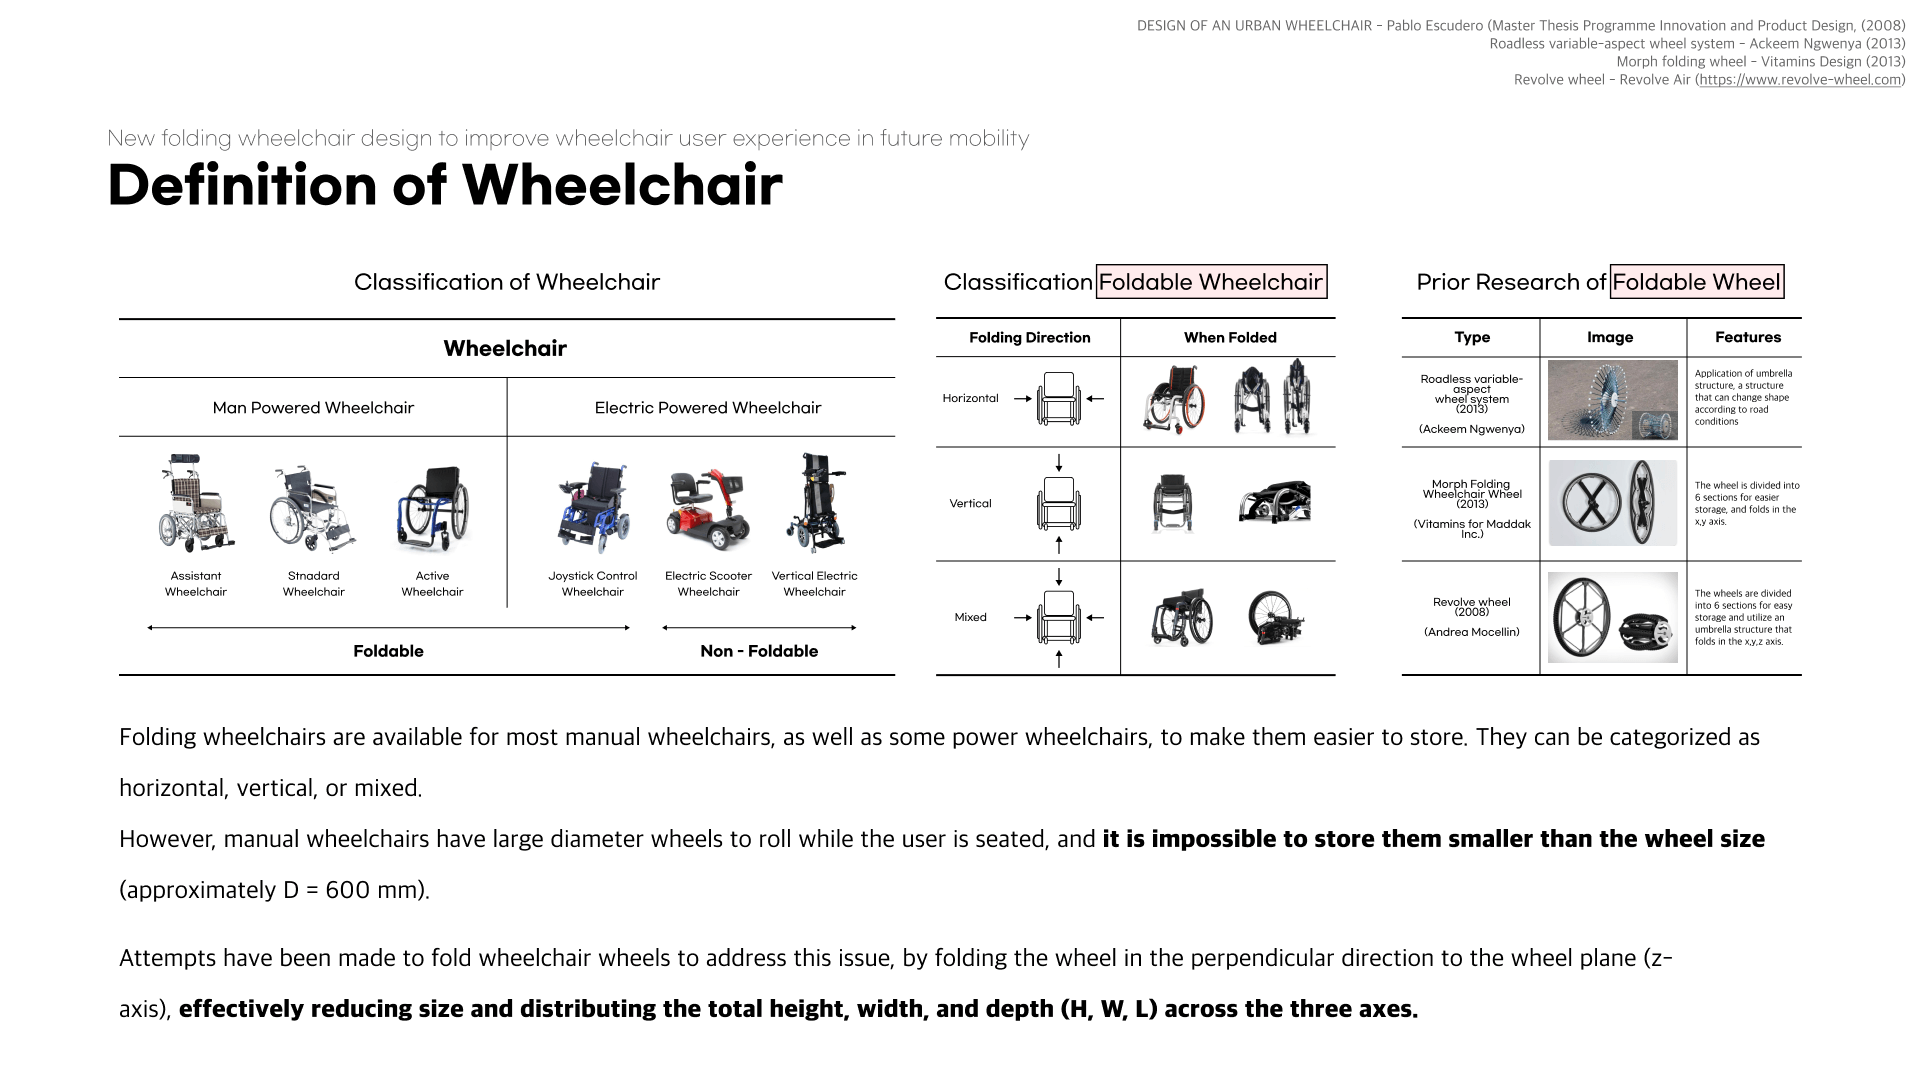 DESIGN OF AN URBAN WHEELCHAIR - Pablo Escudero (Master Thesis Programme Innovation and Product Design, (2008)
Roadless variable-aspect wheel system - Ackeem Ngwenya (2013)
Morph folding wheel - Vitamins Design (2013)
Revolve wheel - Revolve Air (https://www.revolve-wheel.com)
New folding wheelchair design to improve wheelchair user experience in future mobility
Definition of Wheelchair
Classification of Wheelchair
Wheelchair
Man Powered Wheelchair
Electric Powered Wheelchair
Assistant
Wheelchair
Stnadard
Wheelchair
Active
Wheelchair
Joystick Control
Wheelchair
Electric Scooter
Wheelchair
Vertical Electric
Wheelchair
Foldable
Non - Foldable
Classification Foldable Wheelchair
Folding Direction
When Folded
Horizontal
Vertical
Mixed
Prior Research of Foldable Wheel
Type
Image
Features
Roadless variable-
aspect
wheel system
(2013)
(Ackeem Ngwenya)
Application of umbrella
structure, a structure
that can change shape
according to road
conditions
Morph Folding
Wheelchair Wheel
(2013)
(Vitamins for Maddak
Inc.)
The wheel is divided into
6 sections for easier
storage, and folds in the
x,y axis.
Revolve wheel
(2008)
(Andrea Mocellin)
The wheels are divided
into 6 sections for easy
storage and utilize an
umbrella structure that
folds in the x,y,z axis.
Folding wheelchairs are available for most manual wheelchairs, as well as some power wheelchairs, to make them easier to store. They can be categorized as
horizontal, vertical, or mixed.
However, manual wheelchairs have large diameter wheels to roll while the user is seated, and it is impossible to store them smaller than the wheel size
(approximately D = 600 mm).
Attempts have been made to fold wheelchair wheels to address this issue, by folding the wheel in the perpendicular direction to the wheel plane (z-
axis), effectively reducing size and distributing the total height, width, and depth (H, W, L) across the three axes.